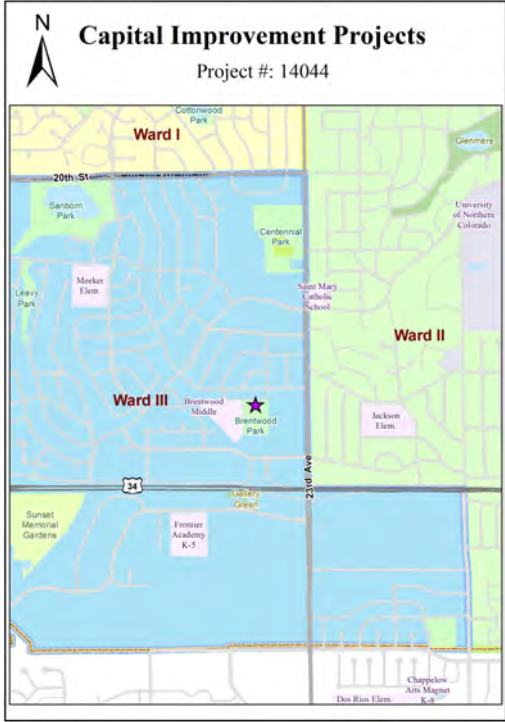 N
Capital Improvement Projects
Project #: 14044
Cottonwood
Park
Ward I
Glenmere
20th St
Sanborn
Park
University
of Northern
Colorado
Centennial
Park
Meeker
Elem.
Saint Mary
Catholic
School
Leavy
Park
Ward II
Ward III
Brentwood
Middle
Brentwood
Park
Jackson
Elem.
23rd Ave
34
Gallery
Green
Sunset
Memorial
Gardens
Frontier
Academy
K-5
Chappelow
Arts Magnet
K-8
Dos Rios Elem.